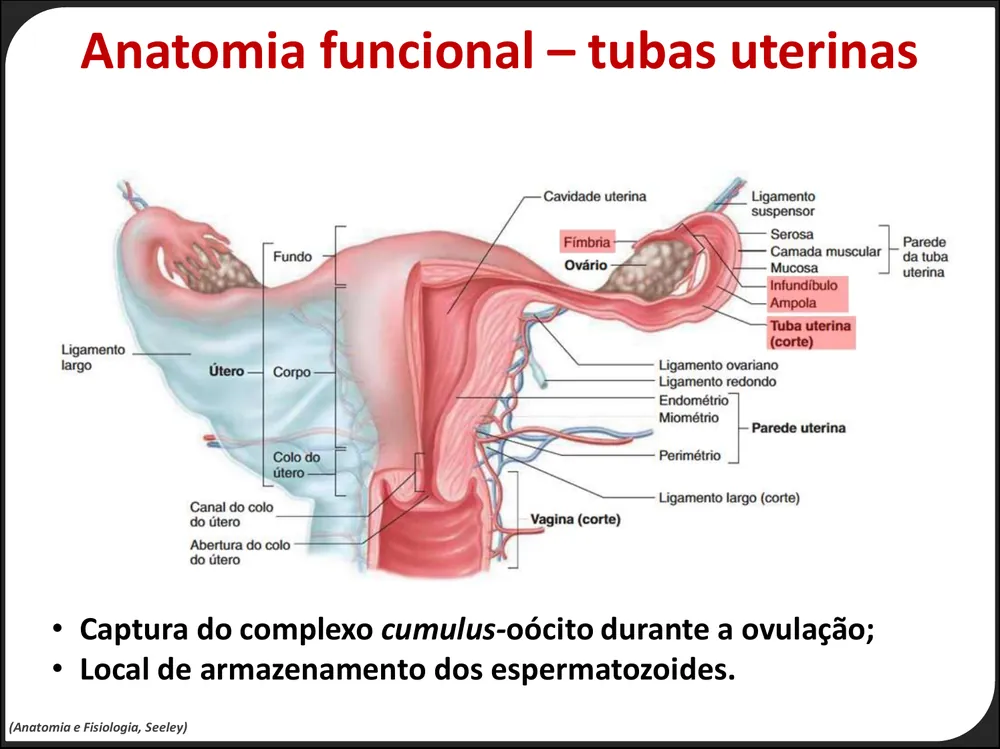 Anatomia funcional – tubas uterinas
Cavidade uterina
Ligamento
suspensor
Fímbria
Ovário
Serosa
Camada muscular
Mucosa
Parede
da tuba
uterina
Infundíbulo
Ampola
Tuba uterina
(corte)
Fundo
Ligamento
largo
Útero
Corpo
Ligamento ovariano
Ligamento redondo
Endométrio
Miométrio
Parede uterina
Perimétrio
Colo do
útero
Ligamento largo (corte)
Canal do colo
do útero
Vagina (corte)
Abertura do colo
do útero
• Captura do complexo cumulus-oócito durante a ovulação;
• Local de armazenamento dos espermatozoides.
(Anatomia e Fisiologia, Seeley)